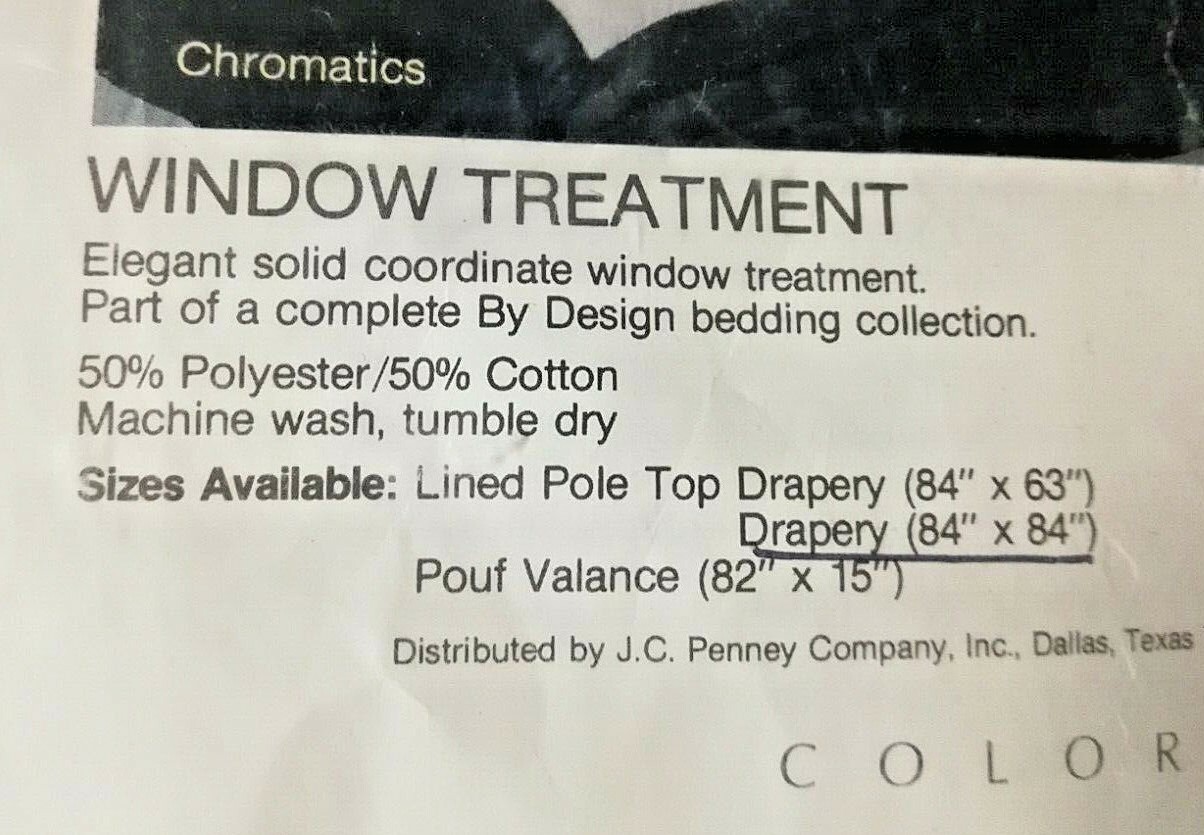 Chromatics
WINDOW TREATMENT
Elegant solid coordinate window treatment.
Part of a complete By Design bedding collection.
50% Polyester/50% Cotton
Machine wash, tumble dry
Sizes Available: Lined Pole Top Drapery (84" x 63")
Drapery (84" x 84")
Pouf Valance (82" x 15")
Distributed by J.C. Penney Company, Inc., Dallas, Texas
C O L O R